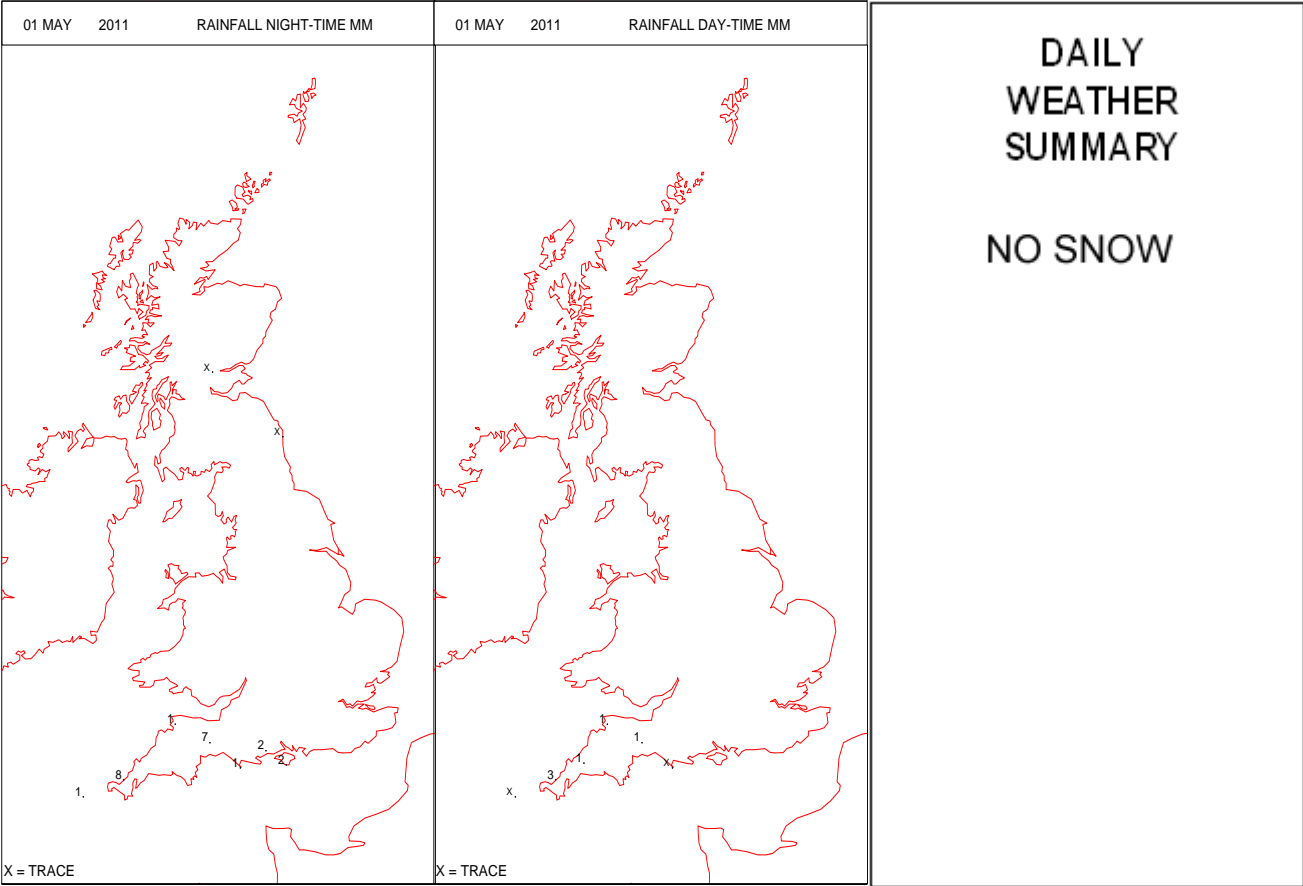 01 MAY 2011 RAINFALL NIGHT-TIME MM
X.
X.
1.
7.
2.
1.
2.
8.
1.
X = TRACE
01 MAY 2011 RAINFALL DAY-TIME MM
1.
1.
1.
X.
3.
X.
X = TRACE
DAILY
WEATHER
SUMMARY
NO SNOW